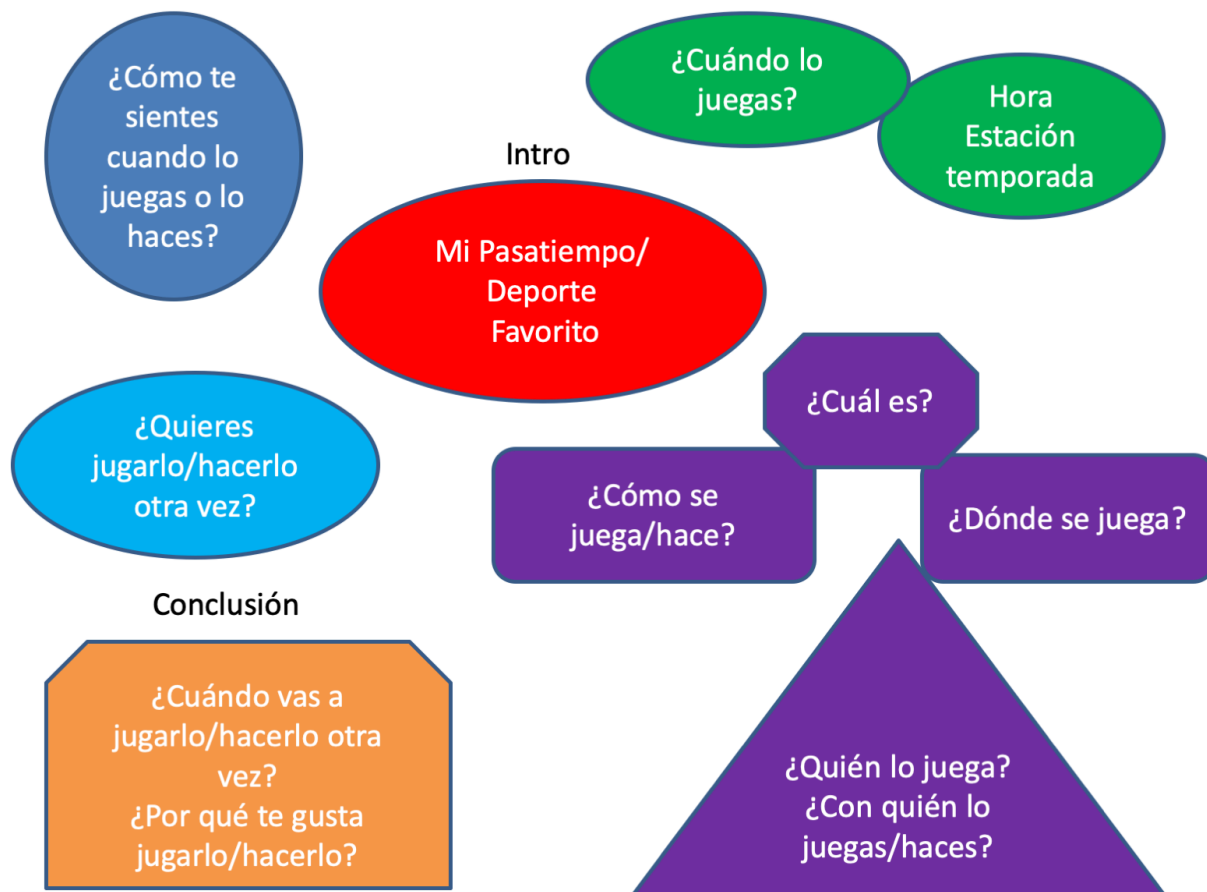 ¿Cómo te
sientes
cuando lo
juegas o lo
haces?
¿Cuándo lo
juegas?
Hora
Estación
temporada
Intro
Mi Pasatiempo/
Deporte
Favorito
¿Cuál es?
¿Cómo se
juega/hace?
¿Dónde se juega?
¿Quién lo juega?
¿Con quién lo
juegas/haces?
¿Quieres
jugarlo/hacerlo
otra vez?
Conclusión
¿Cuándo vas a
jugarlo/hacerlo otra
vez?
¿Por qué te gusta
jugarlo/hacerlo?